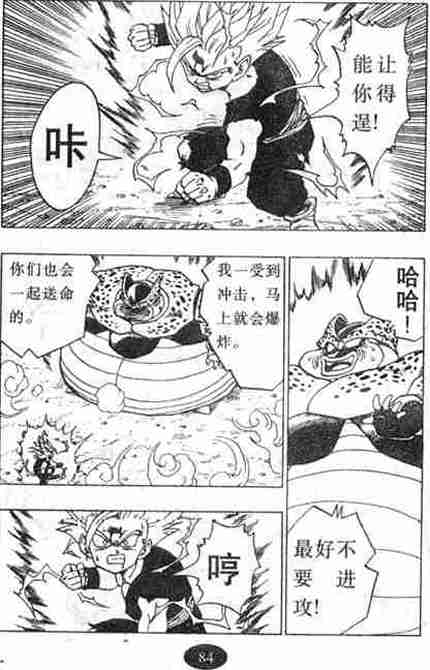 能让
你得
逞!
咔
哈
哈!
最好不
要进
攻!
我一受到
冲击，马
上就会爆
炸。
你们也会
一起送命
的。
哼
84